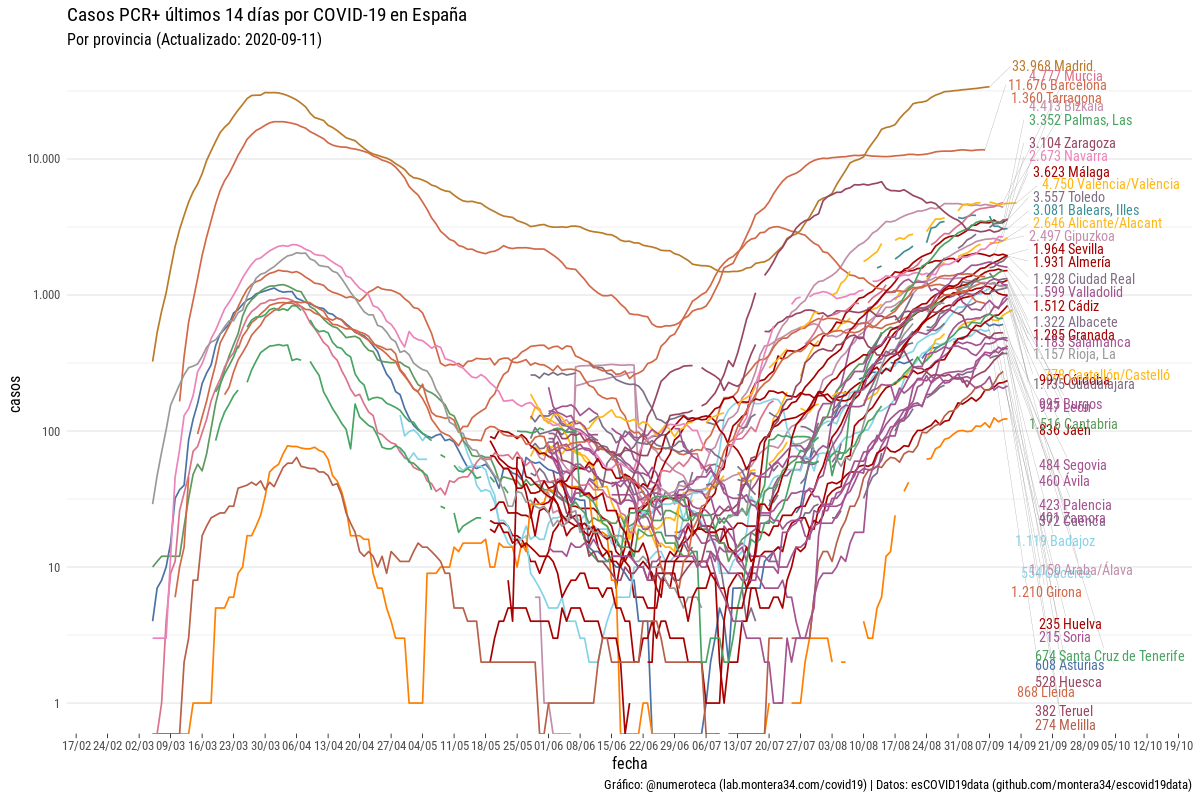 Casos PCR+ últimos 14 días por COVID-19 en España
Por provincia (Actualizado: 2020-09-11)
33.968 Madrid
4.777 Murcia
11.676 Barcelona
1.360 Tarragona
4.413 Bizkaia
3.352 Palmas, Las
3.104 Zaragoza
2.673 Navarra
3.623 Málaga
4.750 Valencia/València
3.557 Toledo
3.081 Balears, Illes
2.646 Alicante/Alacant
2.497 Gipuzkoa
1.964 Sevilla
1.931 Almería
1.928 Ciudad Real
1.599 Valladolid
1.512 Cádiz
1.322 Albacete
1.285 Granada
1.183 Salamanca
1.157 Rioja, La
Castellón/Castelló
Córdoba
Guadalajara
Burgos
947 León
Cantabria
836 Jaén
484 Segovia
460 Ávila
423 Palencia
Zamora
Cuenca
1.119 Badajoz
1.150 Araba/Álava
Cáceres
1.210 Girona
235 Huelva
215 Soria
674 Santa Cruz de Tenerife
608 Asturias
528 Huesca
868 Lleida
382 Teruel
274 Melilla
10.000
1.000
100
10
1
casos
17/02 24/02 02/03 09/03 16/03 23/03 30/03 06/04 13/04 20/04 27/04 04/05 11/05 18/05 25/05 01/06 08/06 15/06 22/06 29/06 06/07 13/07 20/07 27/07 03/08 10/08 17/08 24/08 31/08 07/09 14/09 21/09 28/09 05/10 12/10 19/10
fecha
Gráfico: @numeroteca (lab.montera34.com/covid19) | Datos: esCOVID19data (github.com/montera34/escovid19data)